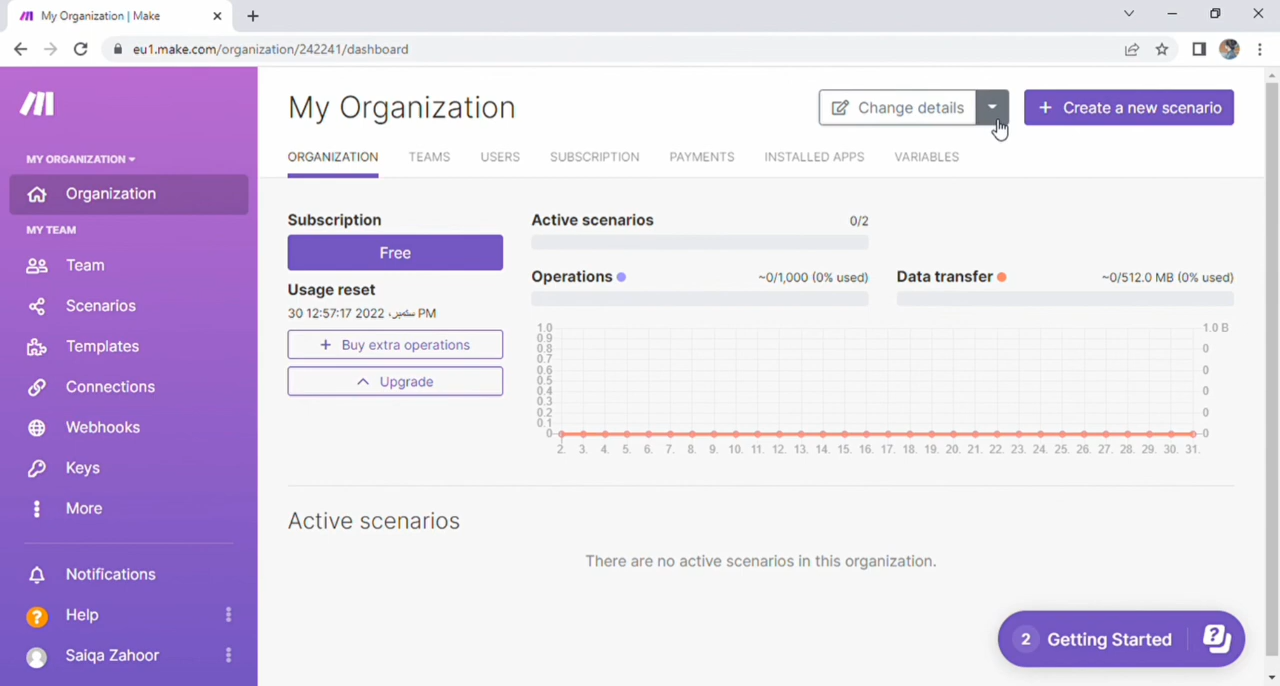 My Organization | Make
eu1.make.com/organization/242241/dashboard
MY ORGANIZATION
Organization
MY TEAM
Team
Scenarios
Templates
Connections
Webhooks
Keys
More
Notifications
Help
Saiqa Zahoor
My Organization
Change details
+ Create a new scenario
ORGANIZATION TEAMS USERS SUBSCRIPTION PAYMENTS INSTALLED APPS VARIABLES
Subscription
Free
Usage reset
30 12:57:17 2022 ،ستمبر PM
+ Buy extra operations
Upgrade
Active scenarios 0/2
Operations ~0/1,000 (0% used)
Data transfer ~0/512.0 MB (0% used)
1.0 1.0 B
0.9
0.8 0
0.7
0.6 0
0.5
0.4 0
0.3
0.2 0
0.1
0 0
2. 3. 4. 5. 6. 7. 8. 9. 10. 11. 12. 13. 14. 15. 16. 17. 18. 19. 20. 21. 22. 23. 24. 25. 26. 27. 28. 29. 30. 31.
Active scenarios
There are no active scenarios in this organization.
2 Getting Started